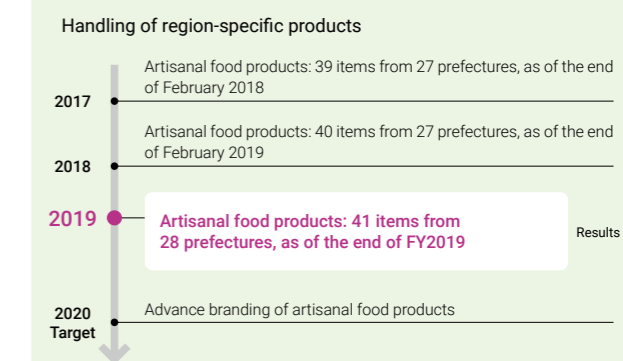 Handling of region-specific products
Artisanal food products: 39 items from 27 prefectures, as of the end
of February 2018
2017
Artisanal food products: 40 items from 27 prefectures, as of the end
of February 2019
2018
2019
Artisanal food products: 41 items from
28 prefectures, as of the end of FY2019
Results
Advance branding of artisanal food products
2020
Target